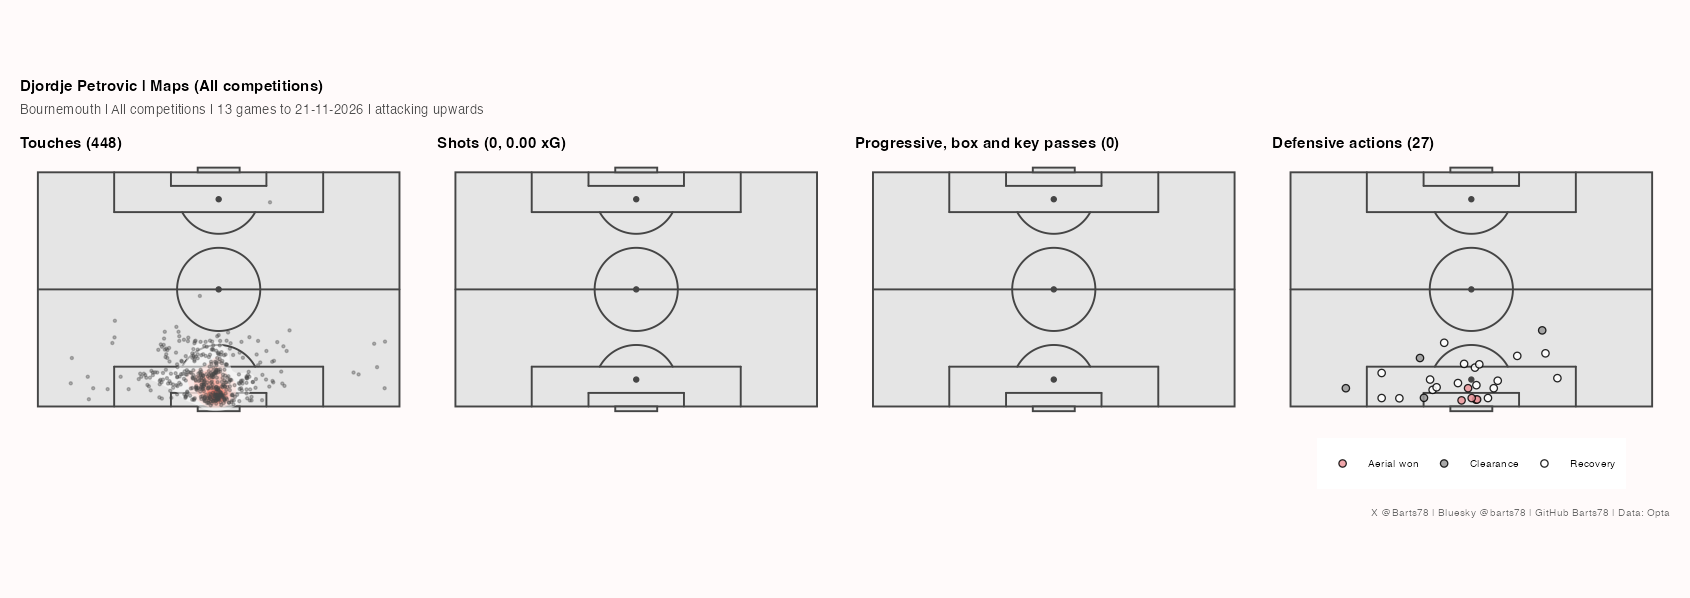 Djordje Petrovic | Maps (All competitions)
Bournemouth | All competitions | 13 games to 21-11-2026 | attacking upwards
Touches (448)
Shots (0, 0.00 xG)
Progressive, box and key passes (0)
Defensive actions (27)
Aerial won
Clearance
Recovery
X @Barts78 | Bluesky @barts78 | GitHub Barts78 | Data: Opta